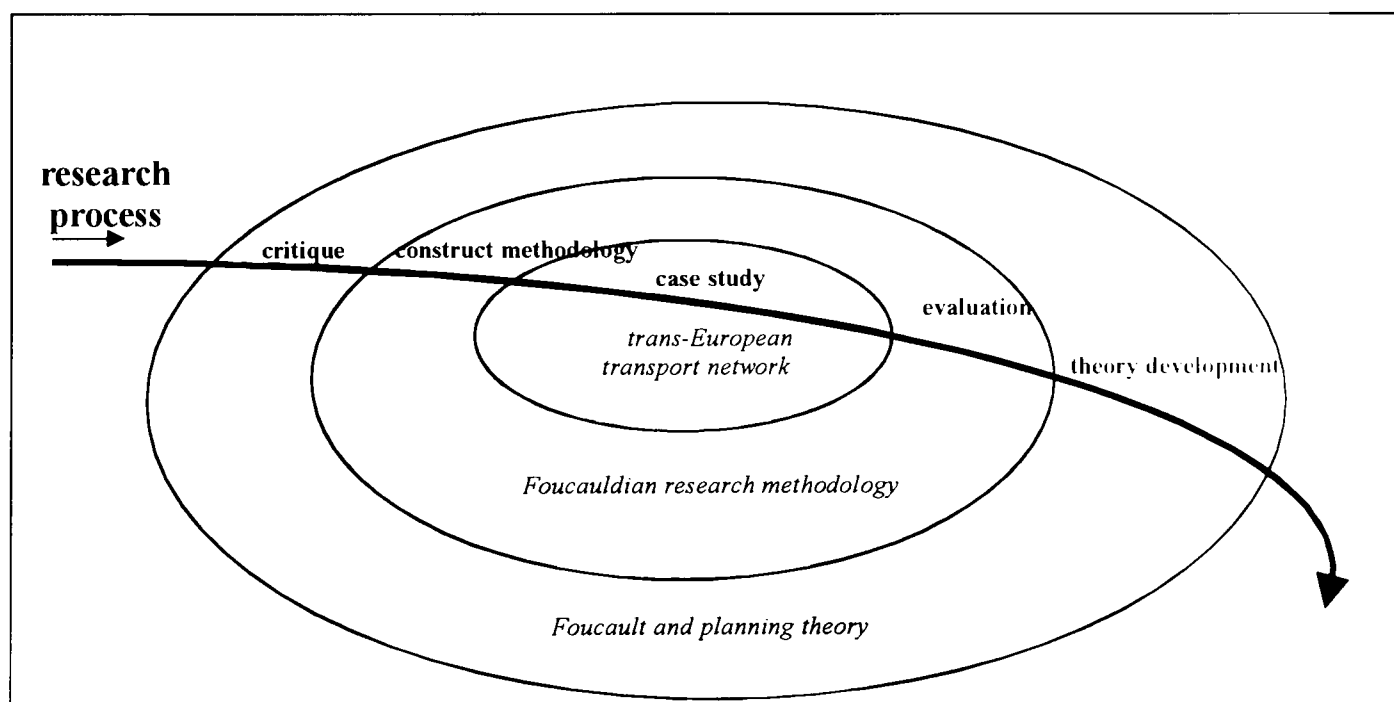 research
process
critique
construct methodology
case study
evaluation
trans-European
transport network
theory development
Foucauldian research methodology
Foucault and planning theory